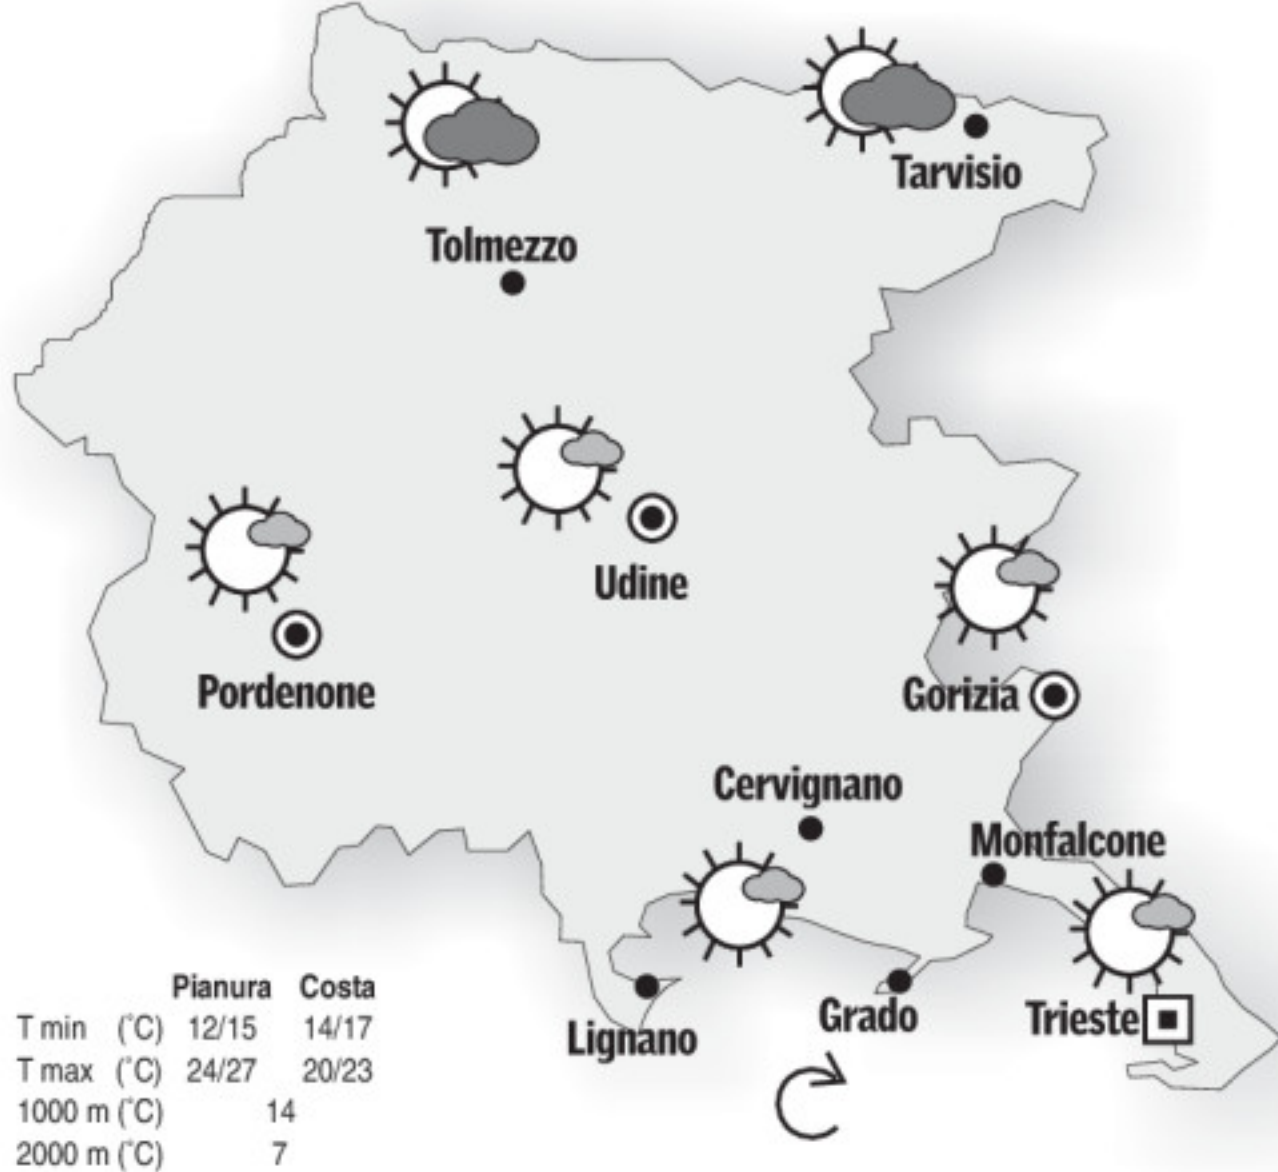 Tarvisio
Tolmezzo
Udine
Pordenone
Gorizia
Cervignano
Monfalcone
Lignano
Grado
Trieste
Pianura Costa
T min (°C) 12/15 14/17
T max (°C) 24/27 20/23
1000 m (°C) 14
2000 m (°C) 7